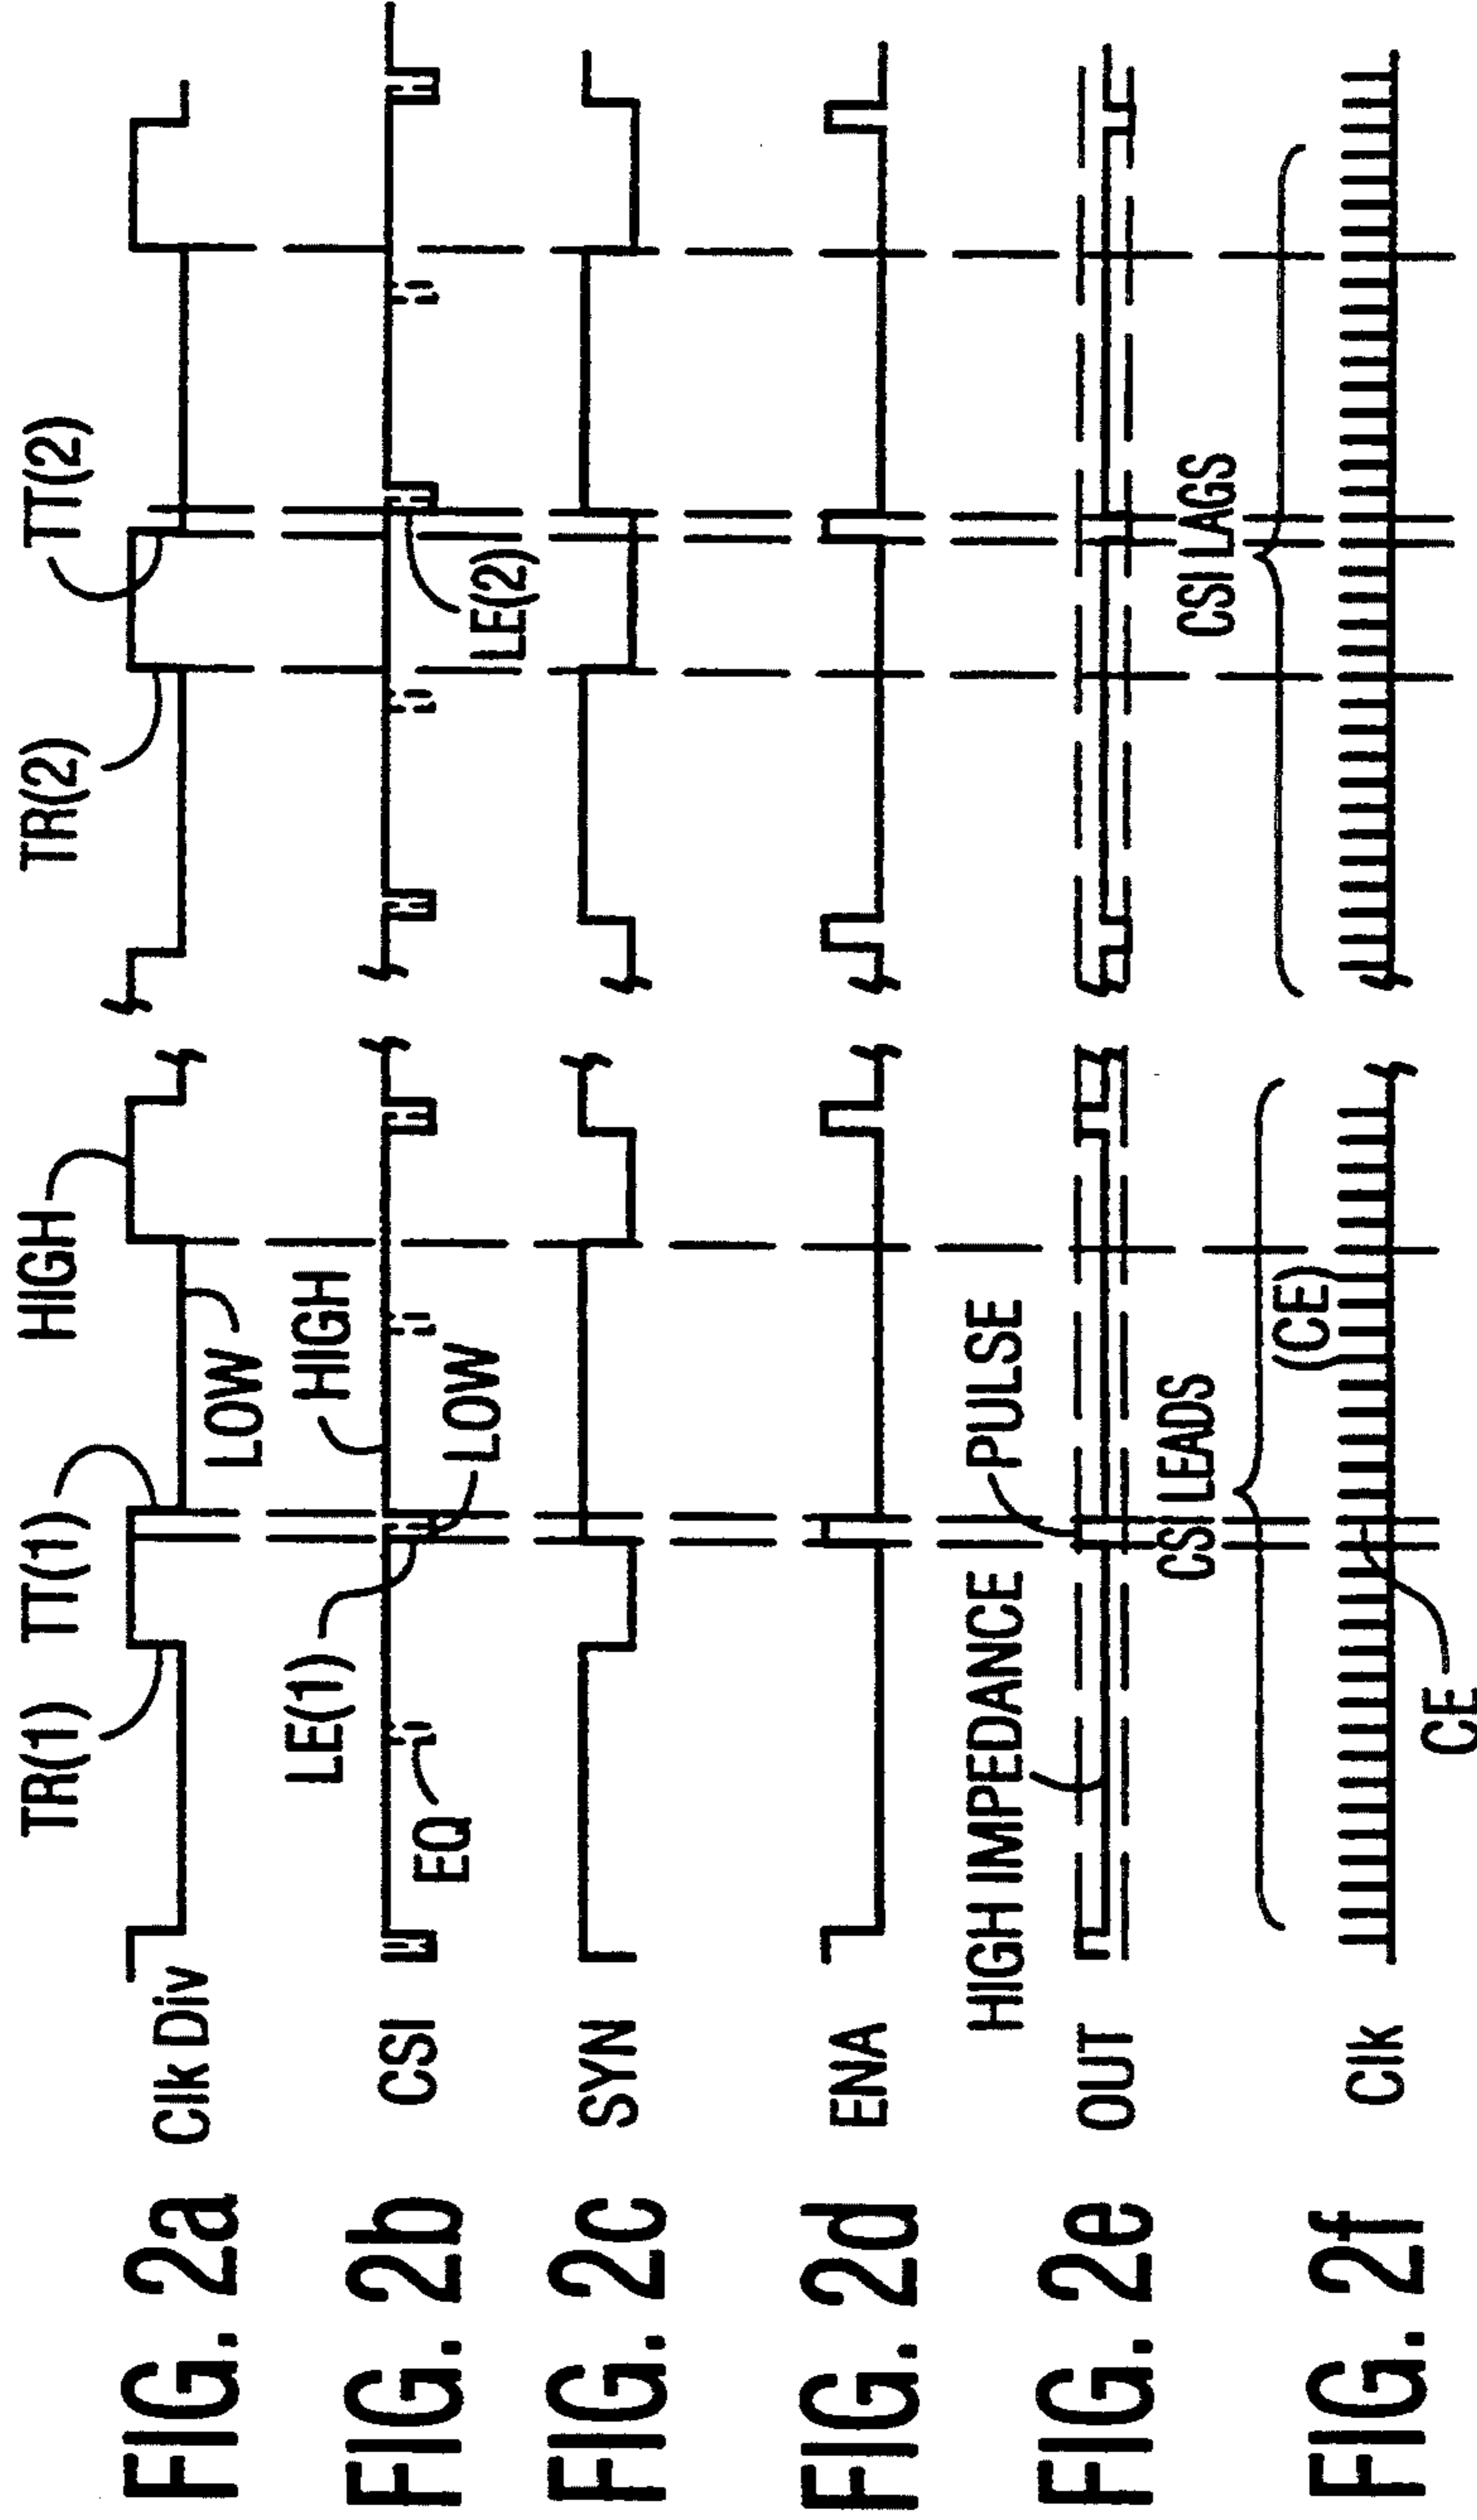 FIG. 2a
Clk Div
TR(1)
TT(1)
LOW
HIGH
TR(2)
TT(2)
FIG. 2b
CSI
EQ
LE(1)
LOW
HIGH
LE(2)
FIG. 2c
SYN
FIG. 2d
ENA
FIG. 2e
OUT
HIGH IMPEDANCE
PULSE
FIG. 2f
Clk
CSI LEADS
CSI LAGS
CE
(CE)